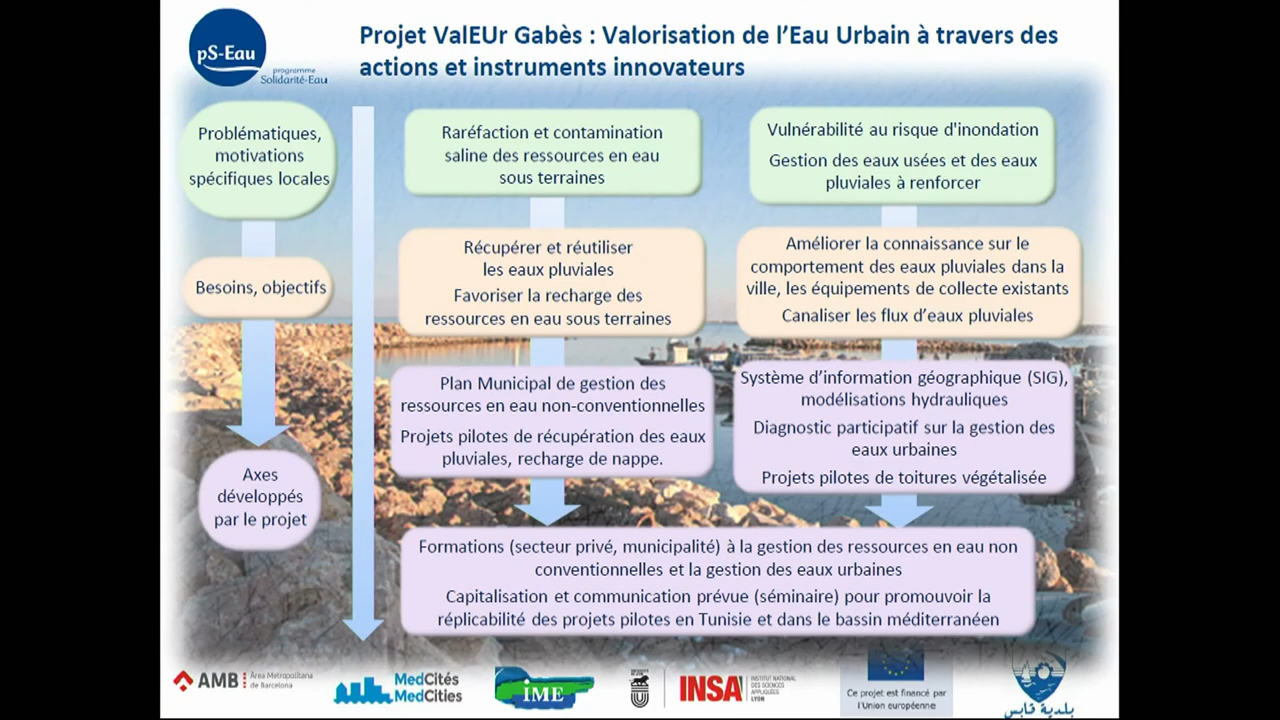 pS-Eau
programme
Solidarité-Eau
Projet ValEUr Gabès : Valorisation de l'Eau Urbain à travers des
actions et instruments innovateurs
Problématiques,
motivations
spécifiques locales
Raréfaction et contamination
saline des ressources en eau
sous terraines
Vulnérabilité au risque d'inondation
Gestion des eaux usées et des eaux
pluviales à renforcer
Besoins, objectifs
Récupérer et réutiliser
les eaux pluviales
Favoriser la recharge des
ressources en eau sous terraines
Améliorer la connaissance sur le
comportement des eaux pluviales dans la
ville, les équipements de collecte existants
Canaliser les flux d'eaux pluviales
Axes
développés
par le projet
Plan Municipal de gestion des
ressources en eau non-conventionnelles
Projets pilotes de récupération des eaux
pluviales, recharge de nappe.
Système d'information géographique (SIG),
modélisations hydrauliques
Diagnostic participatif sur la gestion des
eaux urbaines
Projets pilotes de toitures végétalisée
Formations (secteur privé, municipalité) à la gestion des ressources en eau non
conventionnelles et la gestion des eaux urbaines
Capitalisation et communication prévue (séminaire) pour promouvoir la
réplicabilité des projets pilotes en Tunisie et dans le bassin méditerranéen
AMB
Àrea Metropolitana
de Barcelona
MedCités
MedCities
iME
INSA
INSTITUT NATIONAL
DES SCIENCES
APPLIQUÉES
LYON
Ce projet est financé par
l'Union européenne
بلدية قابس